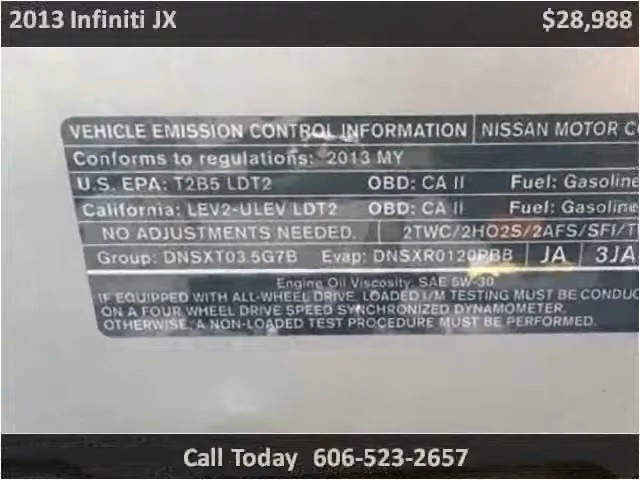 2013 Infiniti JX $28,988
VEHICLE EMISSION CONTROL INFORMATION NISSAN MOTOR
Conforms to regulations: 2013 MY
U.S. EPA: T2B5 LDT2 OBD: CA II Fuel: Gasoline
California: LEV2-ULEV LDT2 OBD: CA II Fuel: Gasoline
NO ADJUSTMENTS NEEDED. 2TWC/2HO2S/2AFS/SFI/
Group: DNSXT03.5G7B Evap: DNSXR0120PBB JA 3JA
Engine Oil Viscosity: SAE 5W-30
IF EQUIPPED WITH ALL-WHEEL DRIVE, LOADED I/M TESTING MUST BE CONDUC
ON A FOUR WHEEL DRIVE SPEED SYNCHRONIZED DYNAMOMETER.
OTHERWISE, A NON-LOADED TEST PROCEDURE MUST BE PERFORMED.
Call Today 606-523-2657